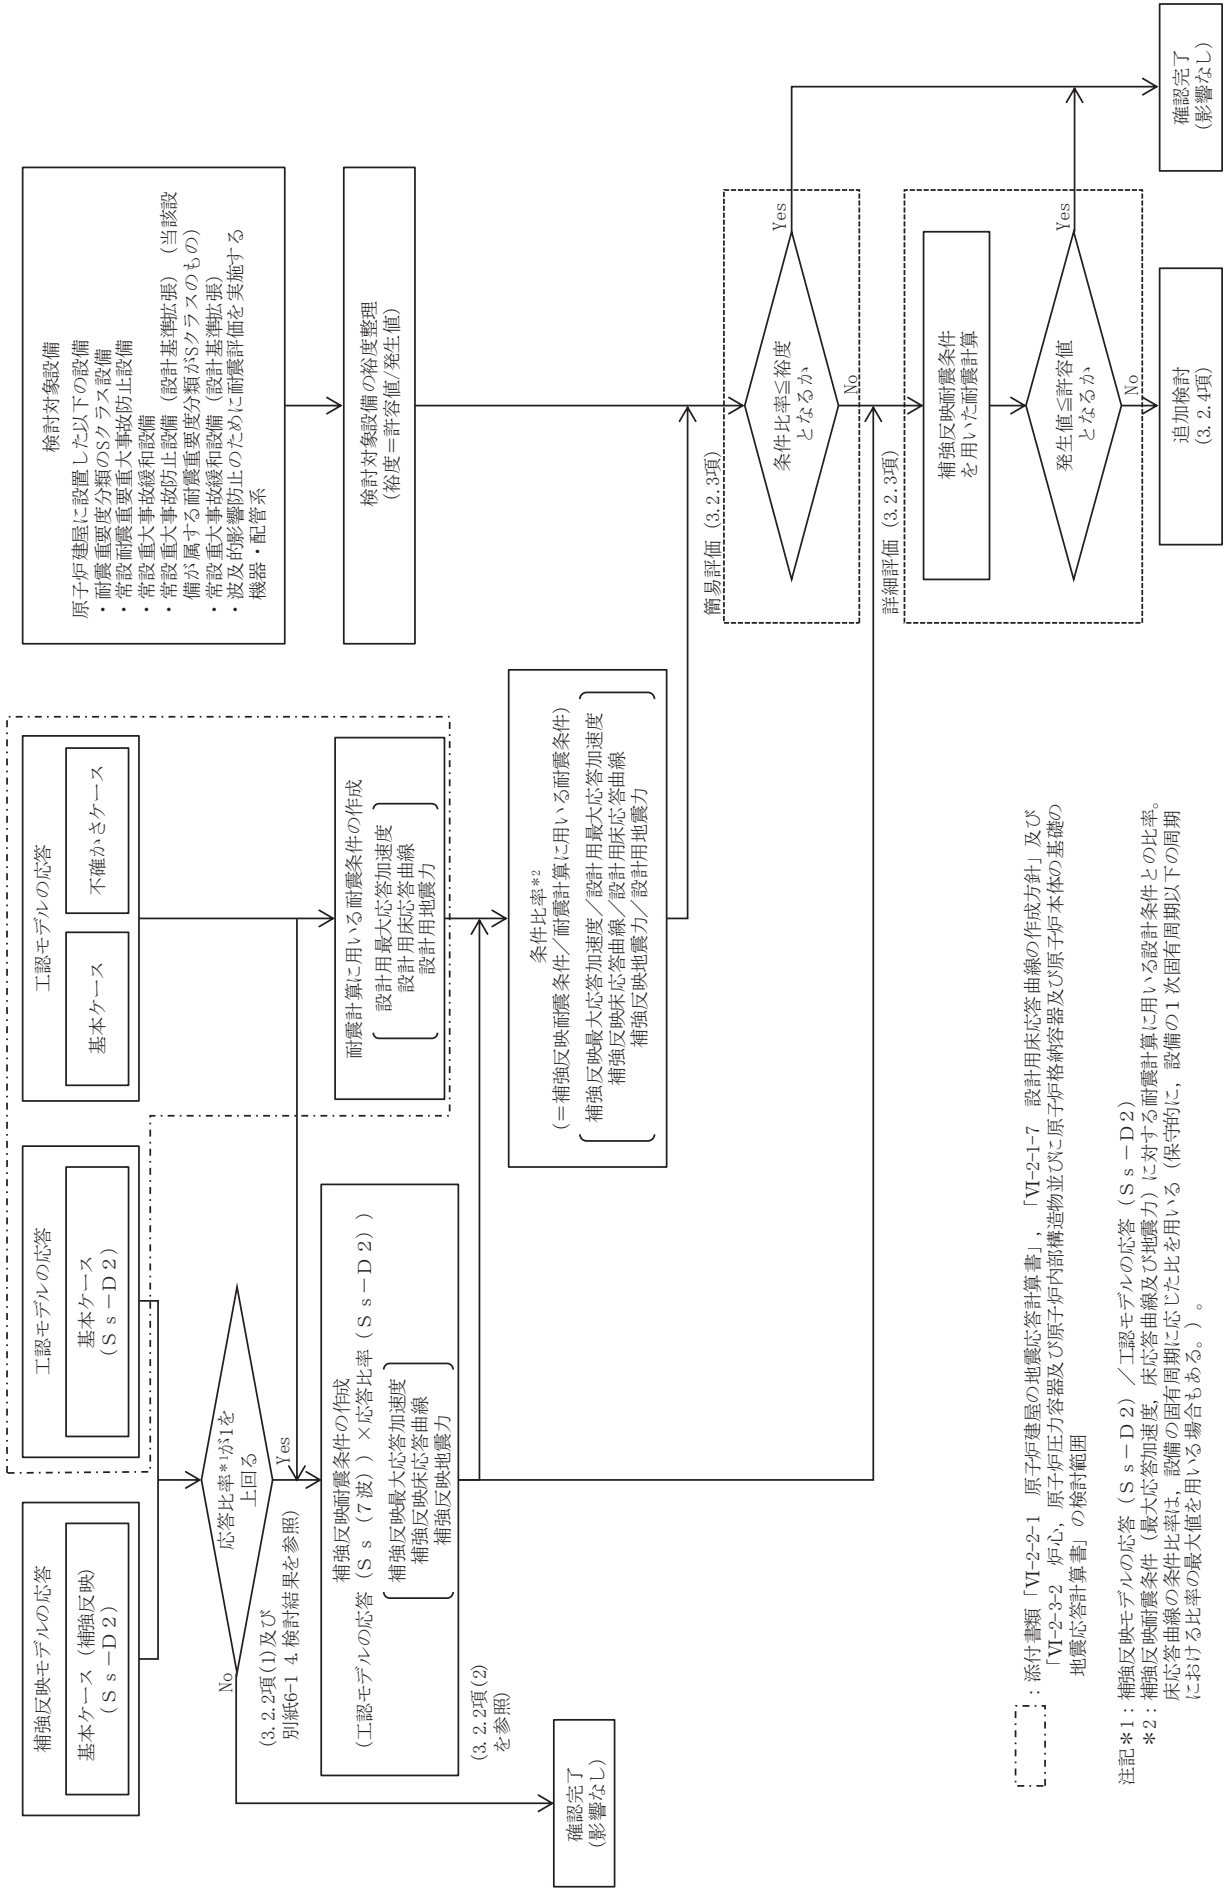 補強反映モデルの応答
基本ケース（補強反映）
（Ｓｓ－Ｄ２）
工認モデルの応答
基本ケース
（Ｓｓ－Ｄ２）
工認モデルの応答
基本ケース
不確かさケース
検討対象設備
原子炉建屋に設置した以下の設備
・耐震重要度分類のSクラス設備
・常設耐震重要重大事故防止設備
・常設重大事故緩和設備
・常設重大事故防止設備（設計基準拡張）（当該設
備が属する耐震重要度分類がSクラスのもの）
・常設重大事故緩和設備（設計基準拡張）
・波及的影響防止のために耐震評価を実施する
機器・配管系
応答比率*1が1を
上回る
No
Yes
(3.2.2項(1)及び
別紙6-1 4.検討結果を参照)
補強反映耐震条件の作成
（工認モデルの応答（Ｓｓ（７波））×応答比率（Ｓｓ－Ｄ２））
補強反映最大応答加速度
補強反映床応答曲線
補強反映地震力
(3.2.2項(2)
を参照)
確認完了
(影響なし)
耐震計算に用いる耐震条件の作成
設計用最大応答加速度
設計用床応答曲線
設計用地震力
検討対象設備の裕度整理
(裕度＝許容値/発生値)
条件比率*2
(＝補強反映耐震条件/耐震計算に用いる耐震条件)
補強反映最大応答加速度／設計用最大応答加速度
補強反映床応答曲線／設計用床応答曲線
補強反映地震力／設計用地震力
簡易評価 (3.2.3項)
条件比率≦裕度
となるか
Yes
No
詳細評価 (3.2.3項)
補強反映耐震条件
を用いた耐震計算
発生値≦許容値
となるか
Yes
No
追加検討
(3.2.4項)
確認完了
(影響なし)
：添付書類「VI-2-2-1 原子炉建屋の地震応答計算書」，「VI-2-1-7 設計用床応答曲線の作成方針」及び
「VI-2-3-2 炉心，原子炉圧力容器及び原子炉内部構造物並びに原子炉格納容器及び原子炉本体の基礎の
地震応答計算書」の検討範囲
注記＊1：補強反映モデルの応答（Ｓｓ－Ｄ２）／工認モデルの応答（Ｓｓ－Ｄ２）
＊2：補強反映耐震条件（最大応答加速度，床応答曲線及び地震力）に対する耐震計算に用いる設計条件との比率。
床応答曲線の条件比率は，設備の固有周期に応じた比を用いる（保守的に，設備の１次固有周期以下の周期
における比率の最大値を用いる場合もある。）。